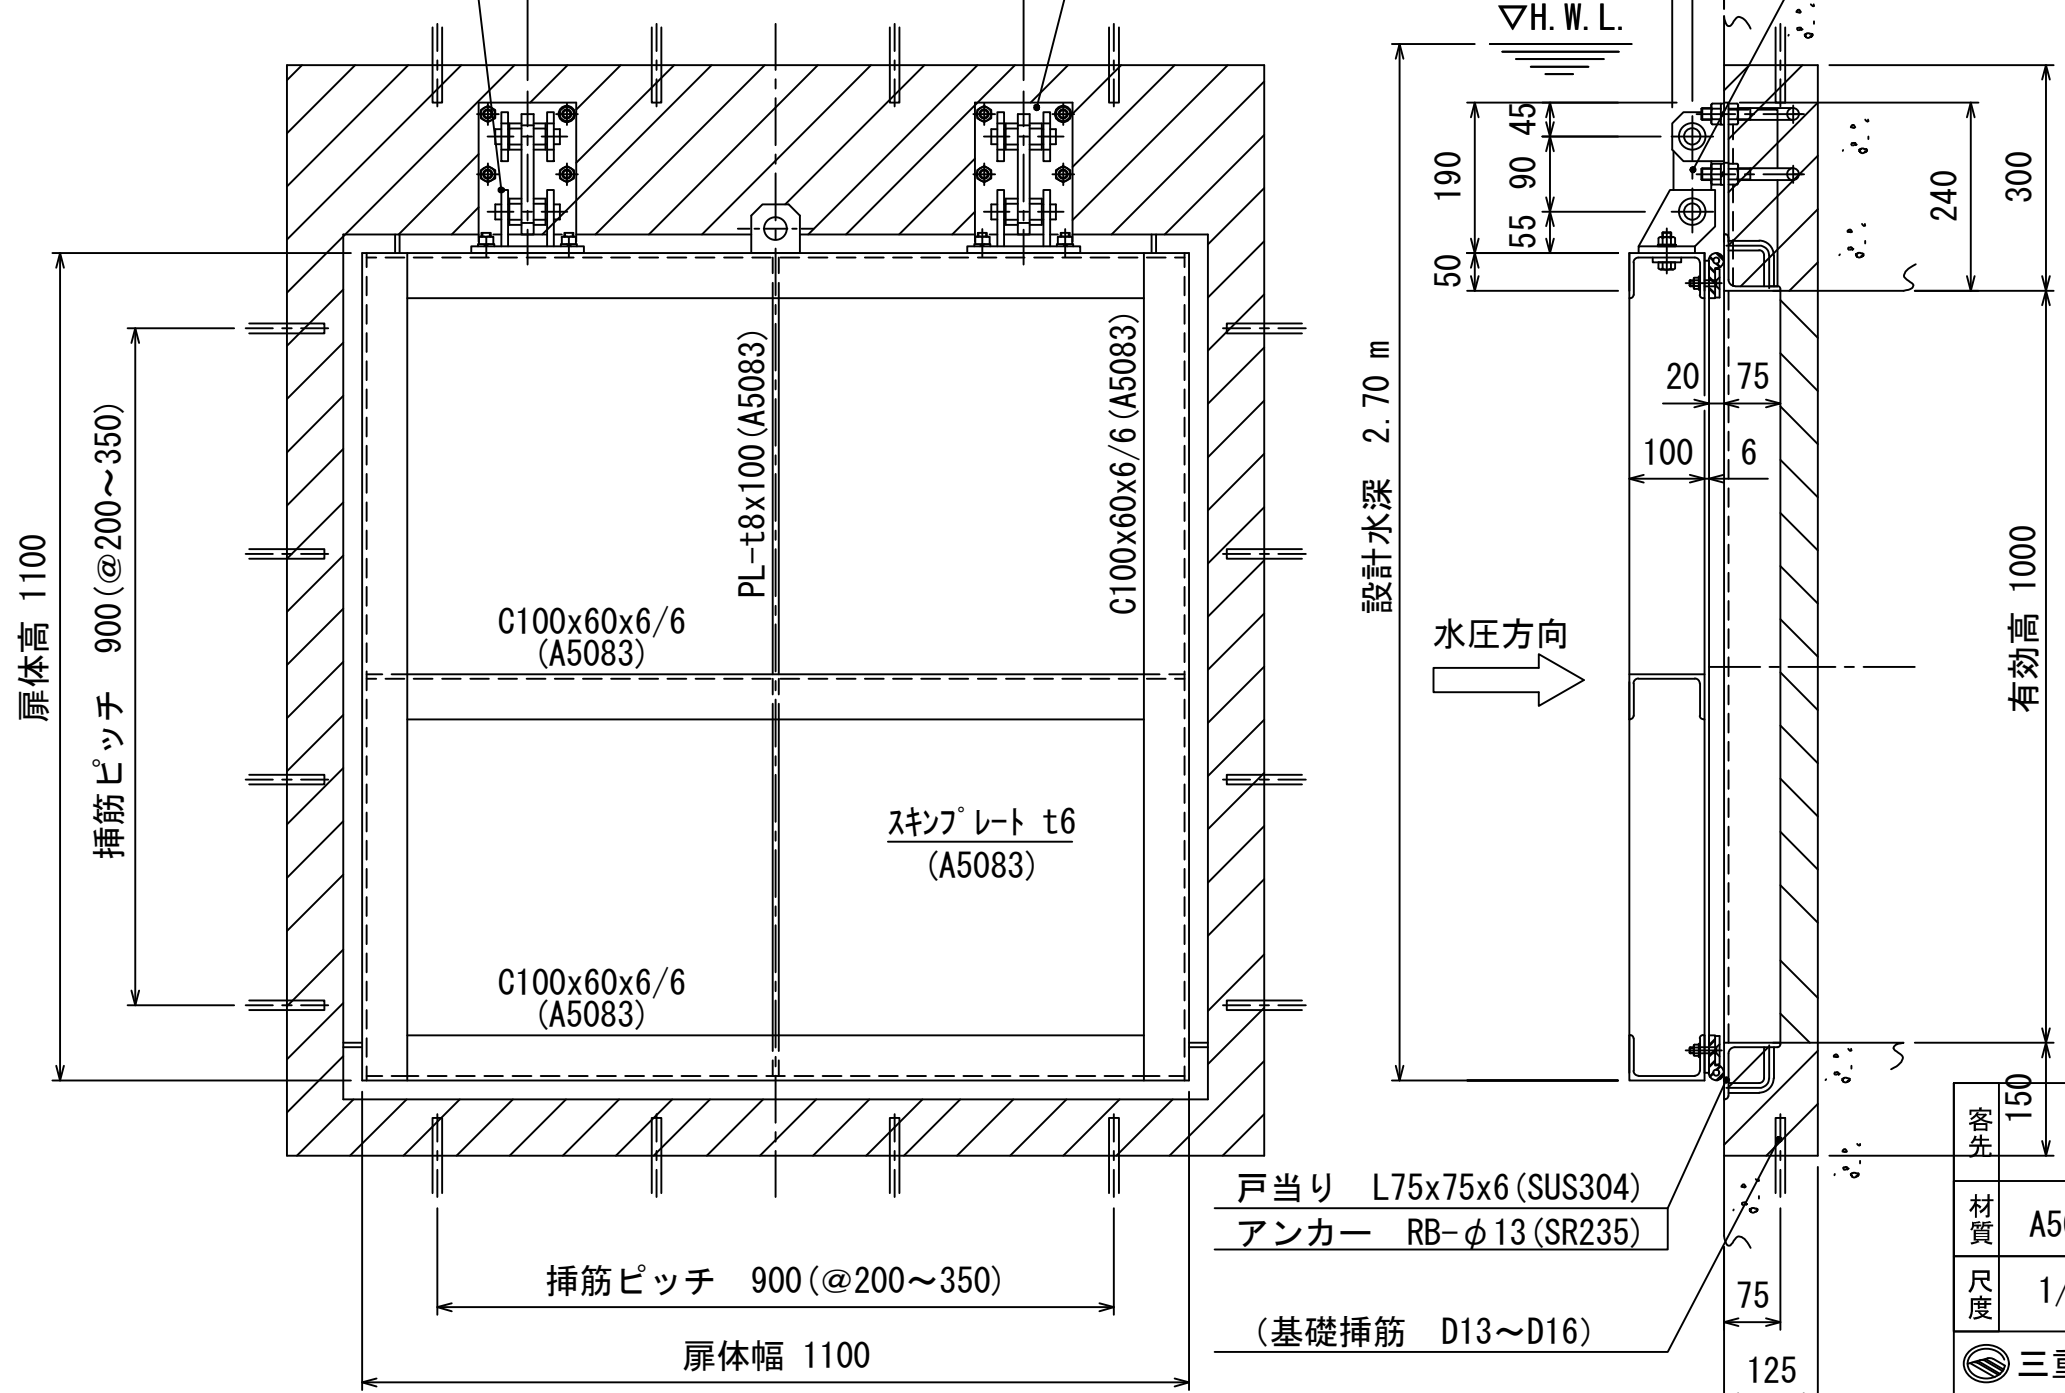 ▽H.W.L.
190
45
90
55
50
240
300
扉体高 1100
挿筋ピッチ 900(@200～350)
PL-t8x100(A5083)
C100x60x6/6(A5083)
C100x60x6/6
(A5083)
スキンプレート t6
(A5083)
C100x60x6/6
(A5083)
設計水深 2.70 m
水圧方向
20
75
100
6
有効高 1000
150
戸当り L75x75x6(SUS304)
アンカー RB-φ13(SR235)
(基礎挿筋 D13～D16)
挿筋ピッチ 900(@200～350)
扉体幅 1100
75
125
客先
材質
尺度 1/
三